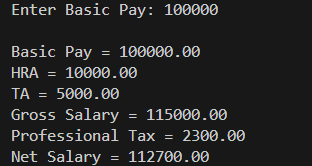 Enter Basic Pay: 100000
Basic Pay = 100000.00
HRA = 10000.00
TA = 5000.00
Gross Salary = 115000.00
Professional Tax = 2300.00
Net Salary = 112700.00